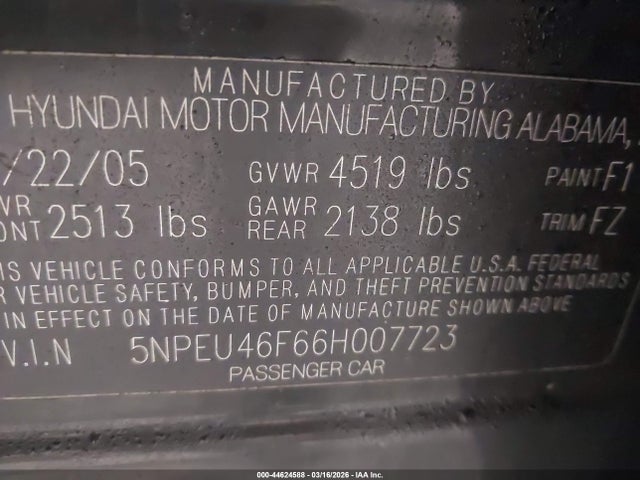 MANUFACTURED BY
HYUNDAI MOTOR MANUFACTURING ALABAMA,
/22/05 GVWR 4519 lbs PAINT F1
VWR GAWR
ONT 2513 lbs REAR 2138 lbs TRIM FZ
IS VEHICLE CONFORMS TO ALL APPLICABLE U.S.A. FEDERAL
R VEHICLE SAFETY, BUMPER, AND THEFT PREVENTION STANDARDS
IN EFFECT ON THE DATE OF MANUFACTURE SHOWN ABOVE
V.I.N 5NPEU46F66H007723
PASSENGER CAR
000-44624588 - 03/16/2026 - IAA Inc.